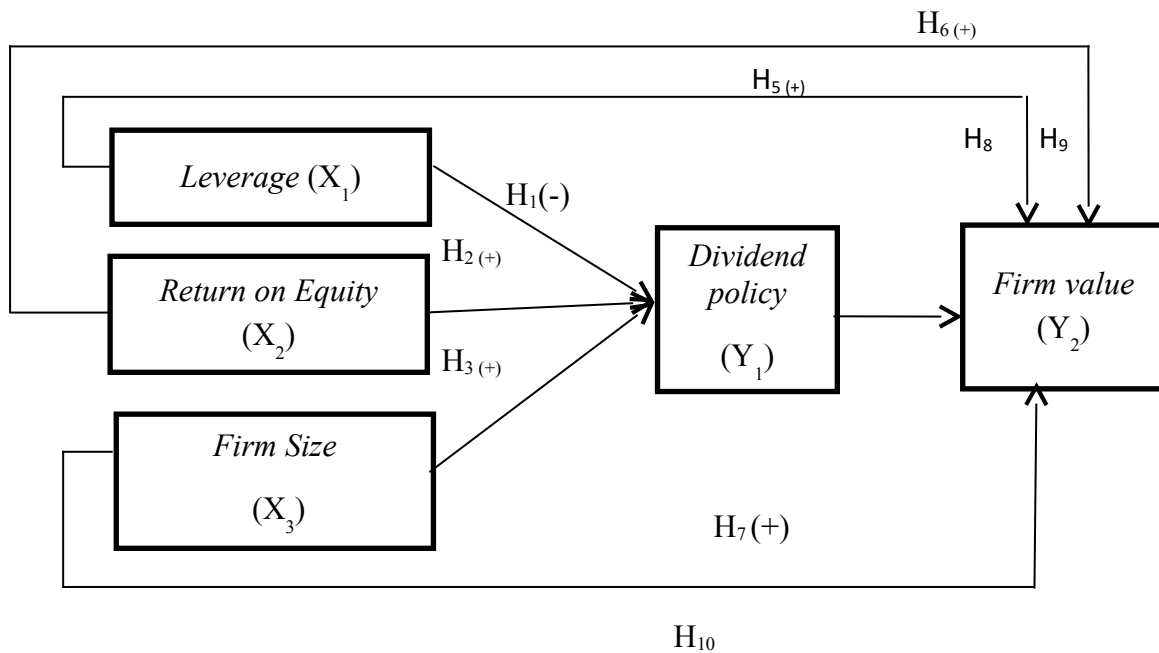 H₆ (+)
H₅ (+)
H₈
H₉
Leverage (X₁)
H₁(-)
H₂ (+)
Return on Equity
(X₂)
H₃ (+)
Dividend
policy
(Y₁)
Firm value
(Y₂)
Firm Size
(X₃)
H₇ (+)
H₁₀